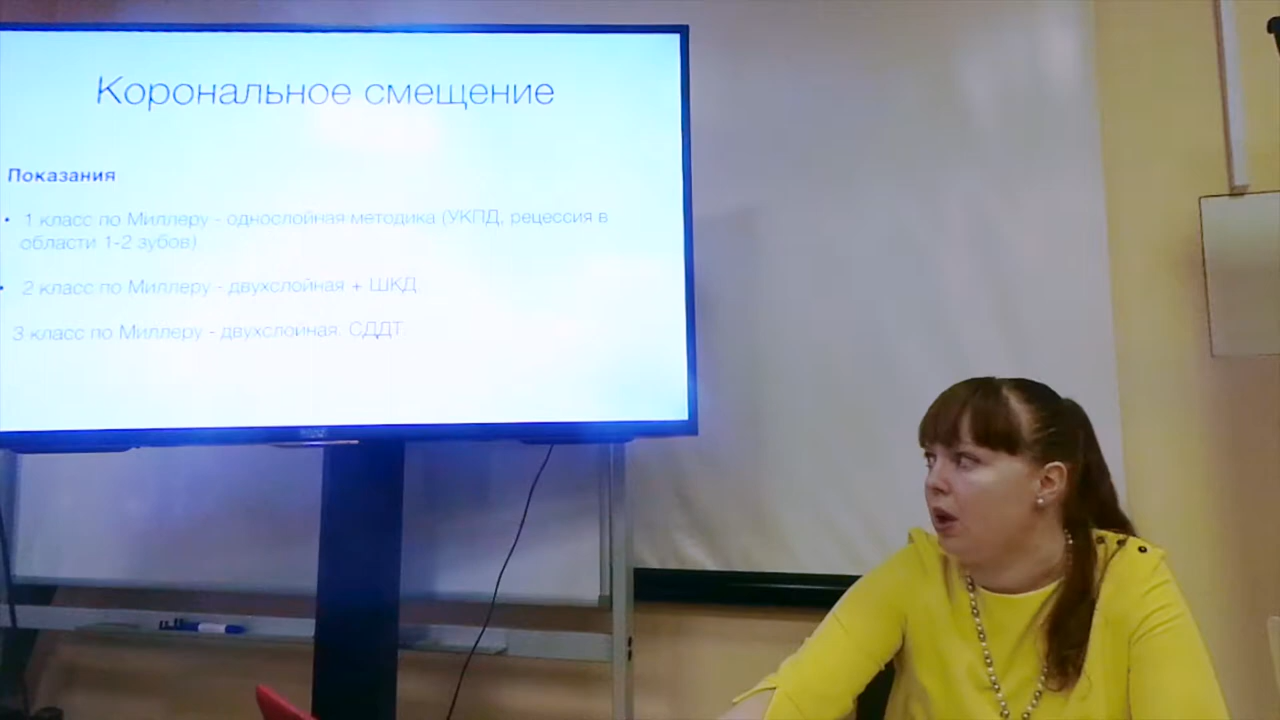 Корональное смещение
Показания
• 1 класс по Миллеру - однослойная методика (УКПД, рецессия в
области 1-2 зубов)
• 2 класс по Миллеру - двухслойная + ШКД
3 класс по Миллеру - двухслойная. СДДТ